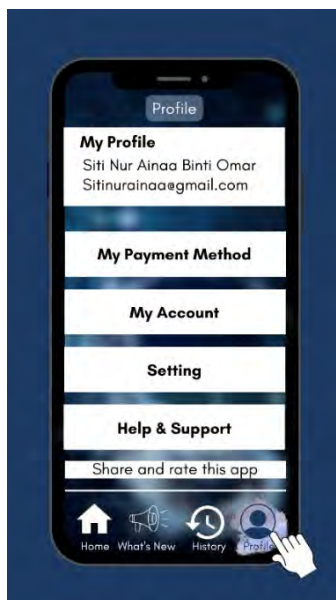 Profile
My Profile
Siti Nur Ainaa Binti Omar
Sitinurainaa@gmail.com
My Payment Method
My Account
Setting
Help & Support
Share and rate this app
Home What's New History Profile